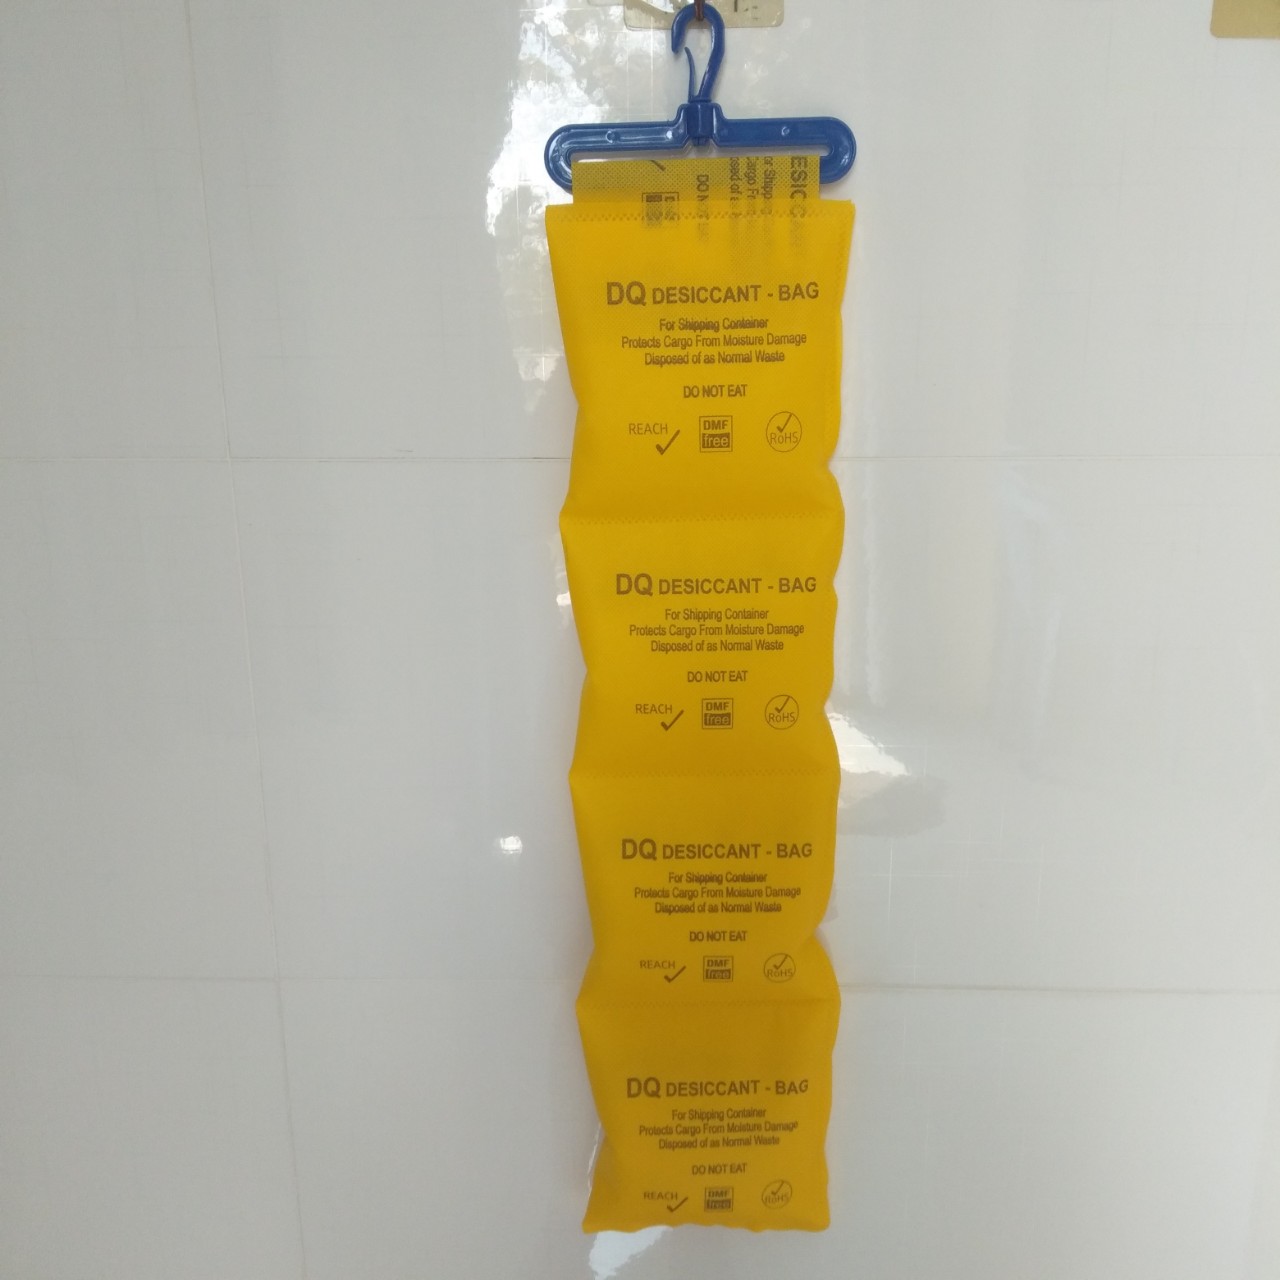 DQ DESICCANT - BAG
For Shipping Container
Protects Cargo From Moisture Damage
Disposed of as Normal Waste
DO NOT EAT
REACH DMF free RoHS
DQ DESICCANT - BAG
For Shipping Container
Protects Cargo From Moisture Damage
Disposed of as Normal Waste
DO NOT EAT
REACH DMF free RoHS
DQ DESICCANT - BAG
For Shipping Container
Protects Cargo From Moisture Damage
Disposed of as Normal Waste
DO NOT EAT
REACH DMF free RoHS
DQ DESICCANT - BAG
For Shipping Container
Protects Cargo From Moisture Damage
Disposed of as Normal Waste
DO NOT EAT
REACH DMF free RoHS